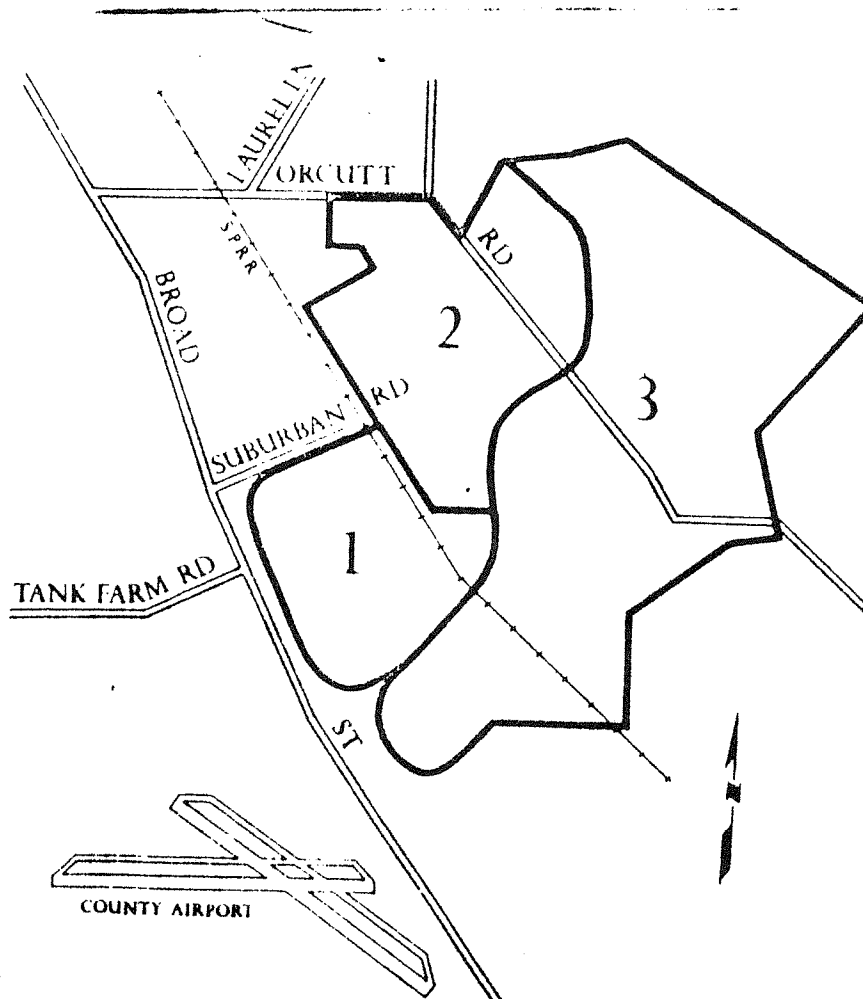 LAUREL LN
ORCUTT
RD
SPRR
BROAD
2
3
SUBURBAN RD
1
TANK FARM RD
ST
N
COUNTY AIRPORT